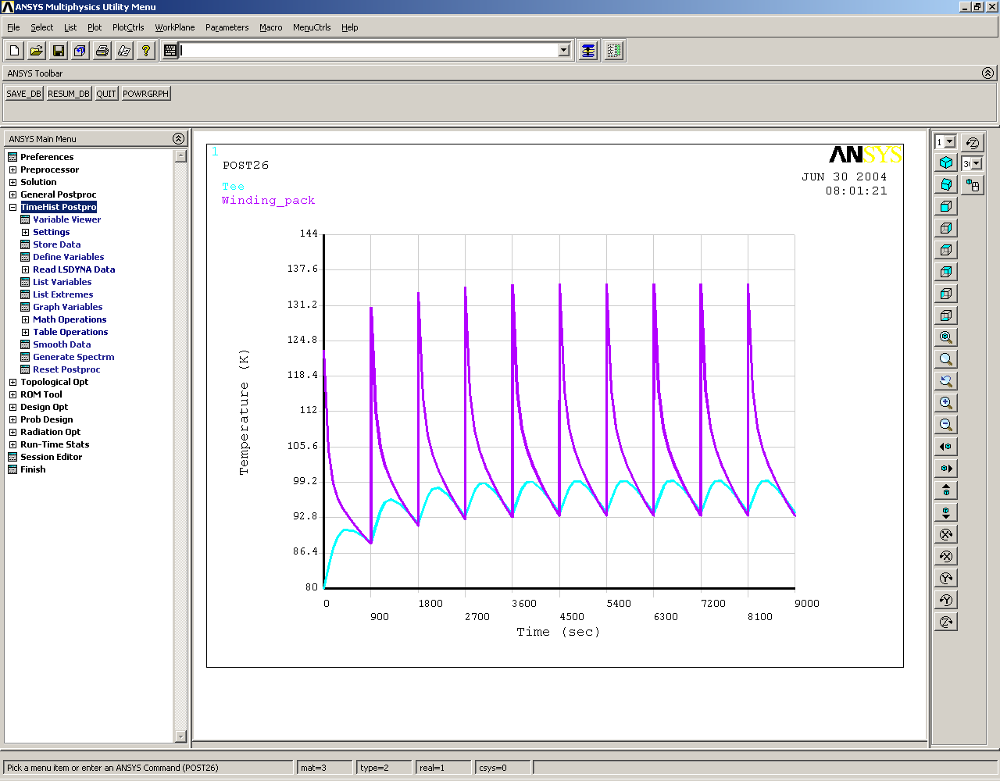 ANSYS Multiphysics Utility Menu
File Select List Plot PlotCtrls WorkPlane Parameters Macro MenuCtrls Help
ANSYS Toolbar
SAVE_DB RESUM_DB QUIT POWRGRPH
ANSYS Main Menu
Preferences
Preprocessor
Solution
General Postproc
TimeHist Postpro
Variable Viewer
Settings
Store Data
Define Variables
Read LSDYNA Data
List Variables
List Extremes
Graph Variables
Math Operations
Table Operations
Smooth Data
Generate Spectrm
Reset Postproc
Topological Opt
ROM Tool
Design Opt
Prob Design
Radiation Opt
Run-Time Stats
Session Editor
Finish
1
POST26
Tee
Winding_pack
ANSYS
JUN 30 2004
08:01:21
144
137.6
131.2
124.8
118.4
112
105.6
99.2
92.8
86.4
80
Temperature (K)
0 1800 3600 5400 7200 9000
900 2700 4500 6300 8100
Time (sec)
1
Pick a menu item or enter an ANSYS Command (POST26) mat=3 type=2 real=1 csys=0